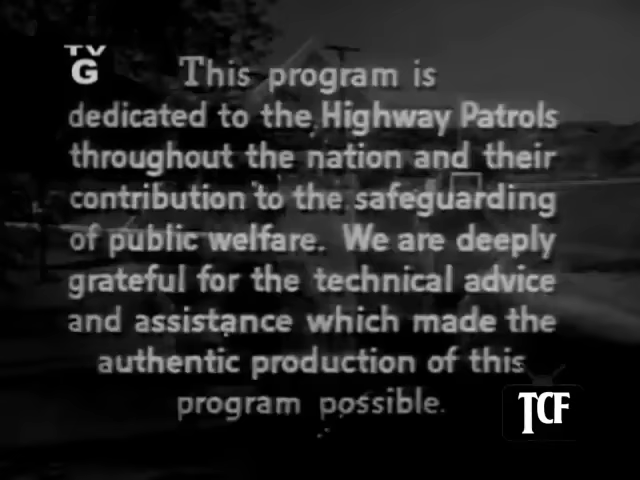 TV
G
This program is
dedicated to the Highway Patrols
throughout the nation and their
contribution to the safeguarding
of public welfare. We are deeply
grateful for the technical advice
and assistance which made the
authentic production of this
program possible.
TCF